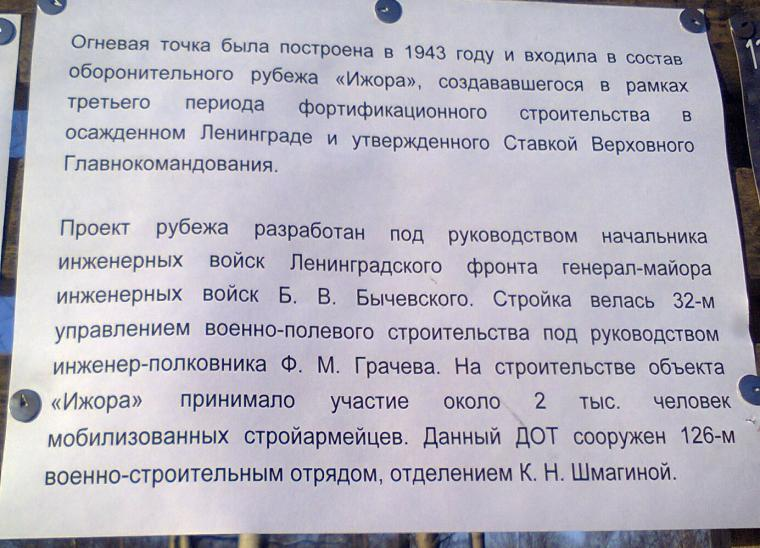 Огневая точка была построена в 1943 году и входила в состав
оборонительного рубежа «Ижора», создававшегося в рамках
третьего периода фортификационного строительства в
осажденном Ленинграде и утвержденного Ставкой Верховного
Главнокомандования.
Проект рубежа разработан под руководством начальника
инженерных войск Ленинградского фронта генерал-майора
инженерных войск Б. В. Бычевского. Стройка велась 32-м
управлением военно-полевого строительства под руководством
инженер-полковника Ф. М. Грачева. На строительстве объекта
«Ижора» принимало участие около 2 тыс. человек
мобилизованных стройармейцев. Данный ДОТ сооружен 126-м
военно-строительным отрядом, отделением К. Н. Шмагиной.